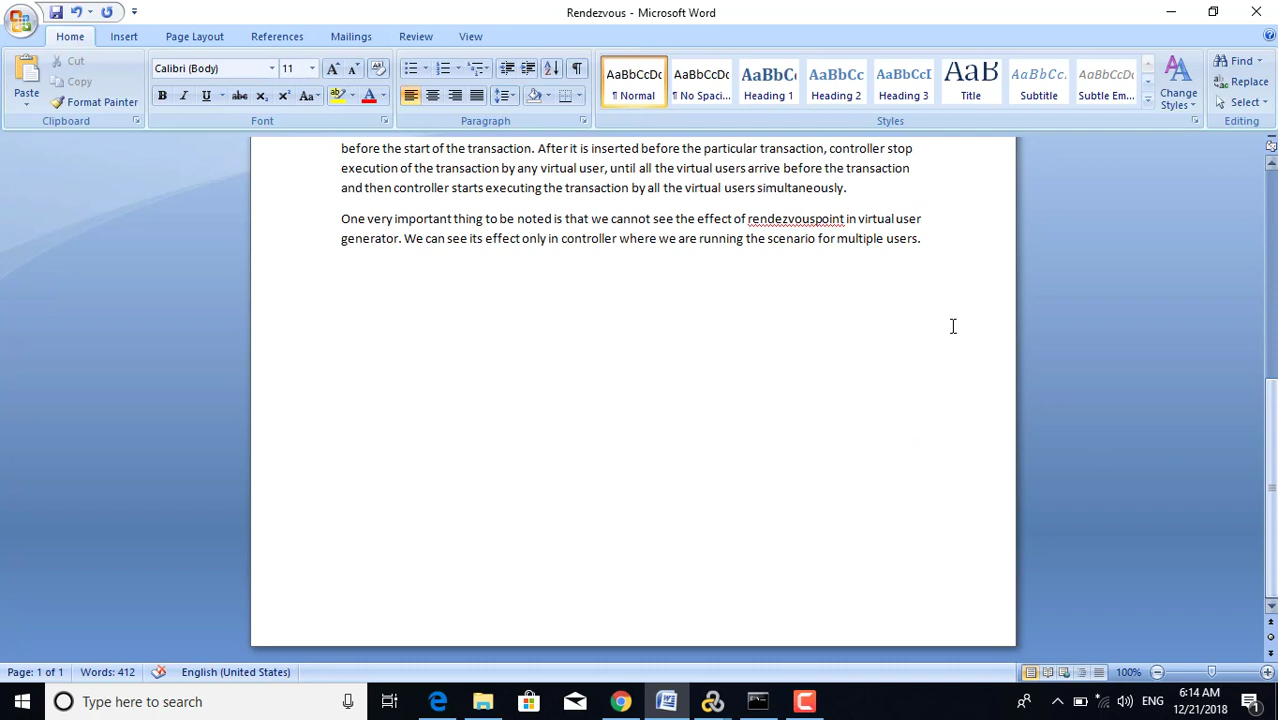 Rendezvous - Microsoft Word
Home Insert Page Layout References Mailings Review View
Paste
Cut
Copy
Format Painter
Clipboard
Calibri (Body) 11
Font
Paragraph
AaBbCcDc AaBbCcDc AaBbC( AaBbCc AaBbCcI AaB AaBbCc. AaBbCcDc
¶ Normal ¶ No Spaci... Heading 1 Heading 2 Heading 3 Title Subtitle Subtle Em...
Change
Styles
Styles
Find
Replace
Select
Editing
before the start of the transaction. After it is inserted before the particular transaction, controller stop
execution of the transaction by any virtual user, until all the virtual users arrive before the transaction
and then controller starts executing the transaction by all the virtual users simultaneously.
One very important thing to be noted is that we cannot see the effect of rendezvouspoint in virtual user
generator. We can see its effect only in controller where we are running the scenario for multiple users.
Page: 1 of 1 Words: 412 English (United States) 100%
Type here to search
ENG
6:14 AM
12/21/2018